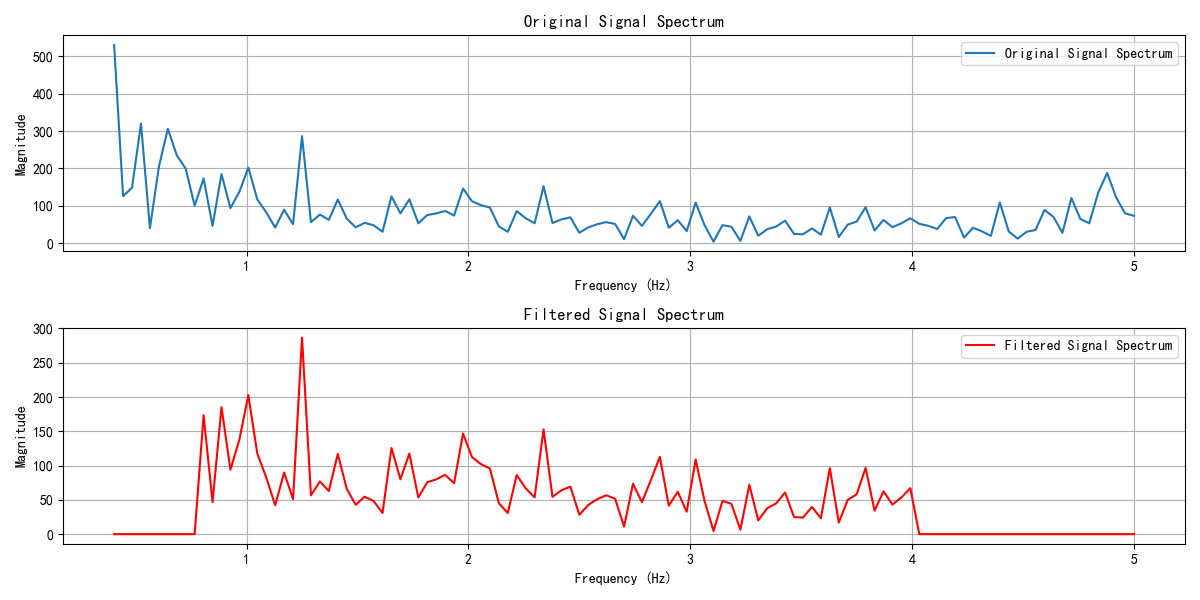 Original Signal Spectrum
500
400
300
200
100
0
Magnitude
Original Signal Spectrum
1
2
3
4
5
Frequency (Hz)
Filtered Signal Spectrum
300
250
200
150
100
50
0
Magnitude
Filtered Signal Spectrum
1
2
3
4
5
Frequency (Hz)